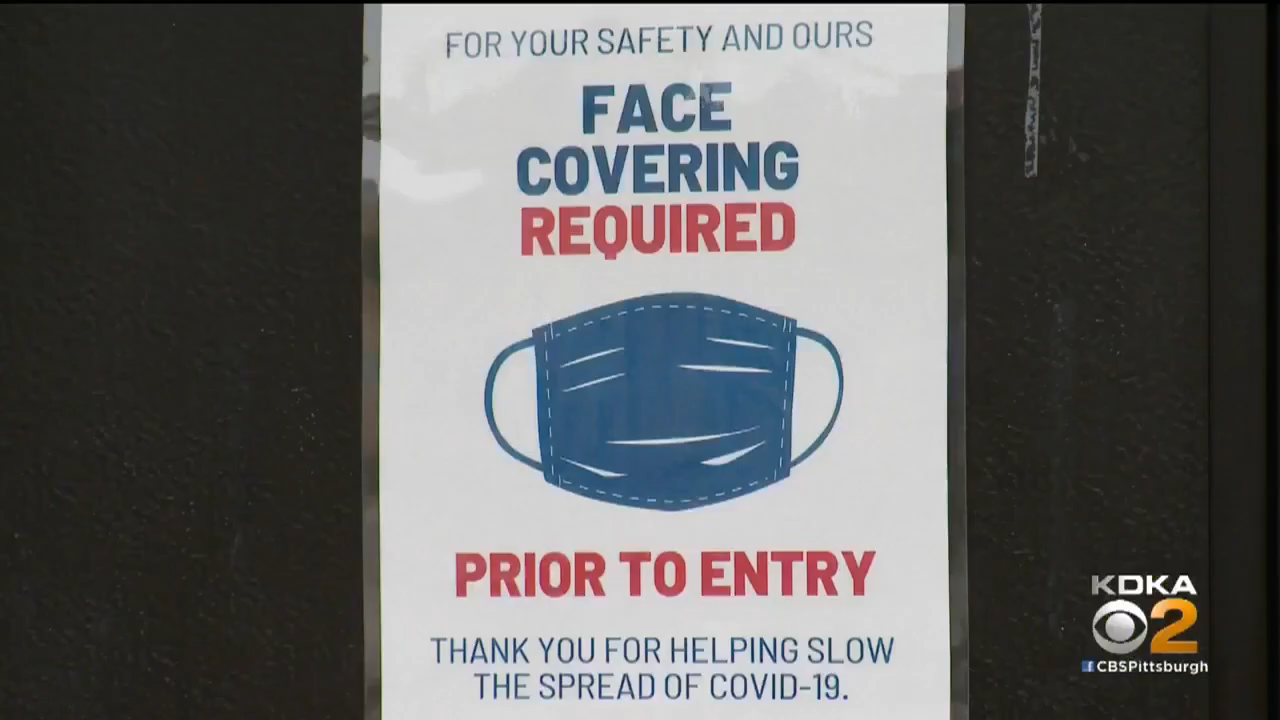 FOR YOUR SAFETY AND OURS
FACE
COVERING
REQUIRED
PRIOR TO ENTRY
THANK YOU FOR HELPING SLOW
THE SPREAD OF COVID-19.
KDKA
2
f CBSPittsburgh